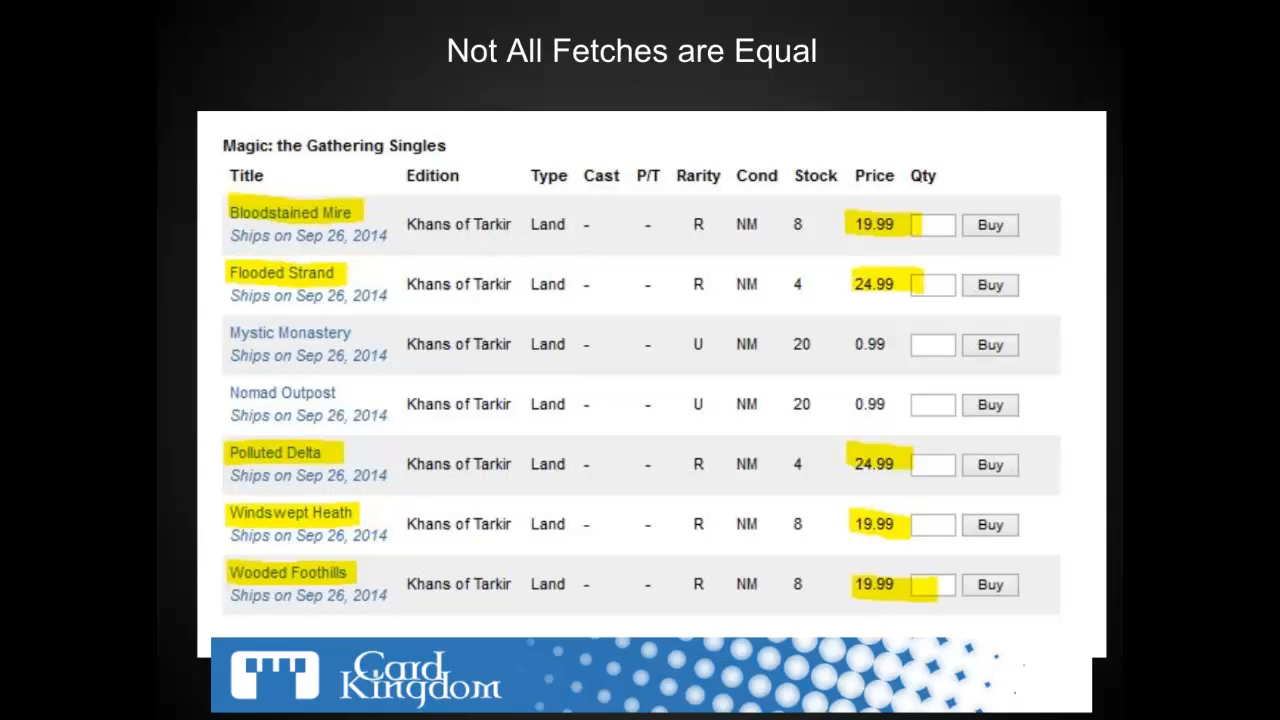 Not All Fetches are Equal
Magic: the Gathering Singles
Title Edition Type Cast P/T Rarity Cond Stock Price Qty
Bloodstained Mire
Ships on Sep 26, 2014 Khans of Tarkir Land - - R NM 8 19.99 Buy
Flooded Strand
Ships on Sep 26, 2014 Khans of Tarkir Land - - R NM 4 24.99 Buy
Mystic Monastery
Ships on Sep 26, 2014 Khans of Tarkir Land - - U NM 20 0.99 Buy
Nomad Outpost
Ships on Sep 26, 2014 Khans of Tarkir Land - - U NM 20 0.99 Buy
Polluted Delta
Ships on Sep 26, 2014 Khans of Tarkir Land - - R NM 4 24.99 Buy
Windswept Heath
Ships on Sep 26, 2014 Khans of Tarkir Land - - R NM 8 19.99 Buy
Wooded Foothills
Ships on Sep 26, 2014 Khans of Tarkir Land - - R NM 8 19.99 Buy
Card
Kingdom